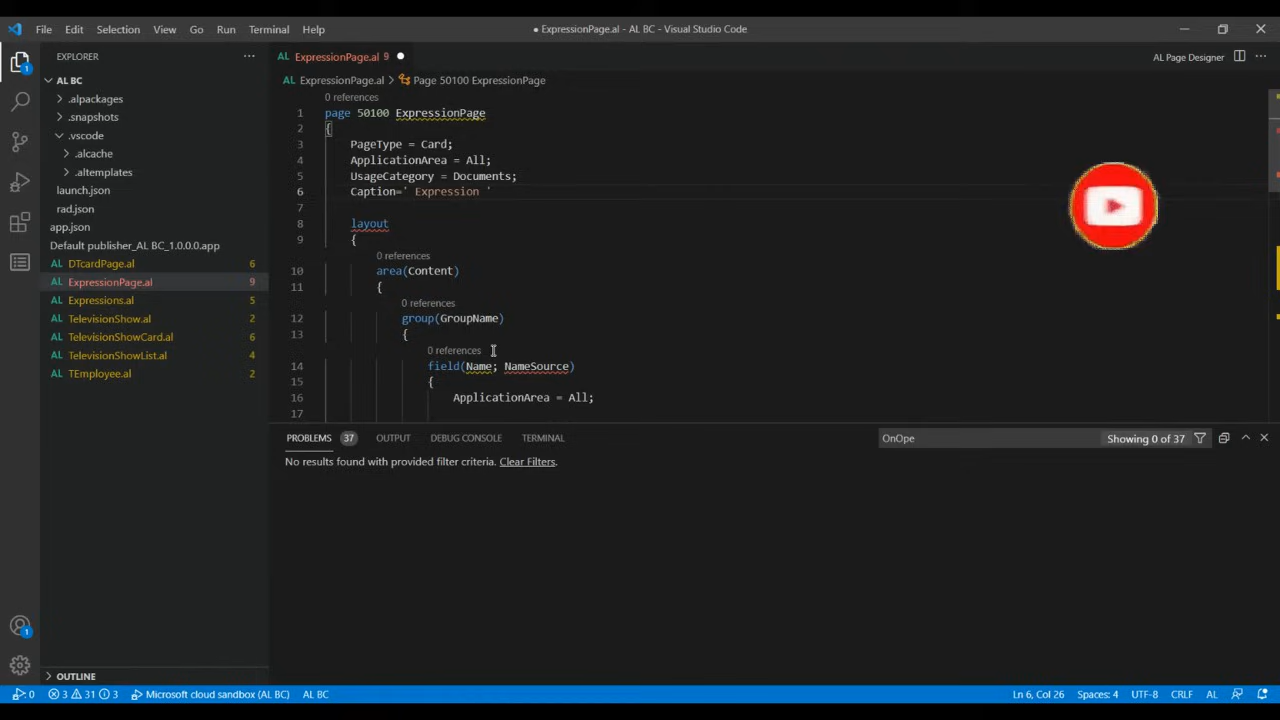 File Edit Selection View Go Run Terminal Help
● ExpressionPage.al - AL BC - Visual Studio Code
EXPLORER
AL ExpressionPage.al 9
AL Page Designer
AL BC
AL ExpressionPage.al > Page 50100 ExpressionPage
.alpackages
.snapshots
.vscode
.alcache
.altemplates
launch.json
rad.json
app.json
Default publisher_AL BC_1.0.0.0.app
DTcardPage.al 6
ExpressionPage.al 9
Expressions.al 5
TelevisionShow.al 2
TelevisionShowCard.al 6
TelevisionShowList.al 4
TEmployee.al 2
OUTLINE
0 references
1 page 50100 ExpressionPage
2 {
3 PageType = Card;
4 ApplicationArea = All;
5 UsageCategory = Documents;
6 Caption=' Expression '
7
8 layout
9 {
0 references
10 area(Content)
11 {
0 references
12 group(GroupName)
13 {
0 references
14 field(Name; NameSource)
15 {
16 ApplicationArea = All;
17
PROBLEMS 37 OUTPUT DEBUG CONSOLE TERMINAL
OnOpe
Showing 0 of 37
No results found with provided filter criteria. Clear Filters.
1
1
0 3 31 3 Microsoft cloud sandbox (AL BC) AL BC
Ln 6, Col 26 Spaces: 4 UTF-8 CRLF AL